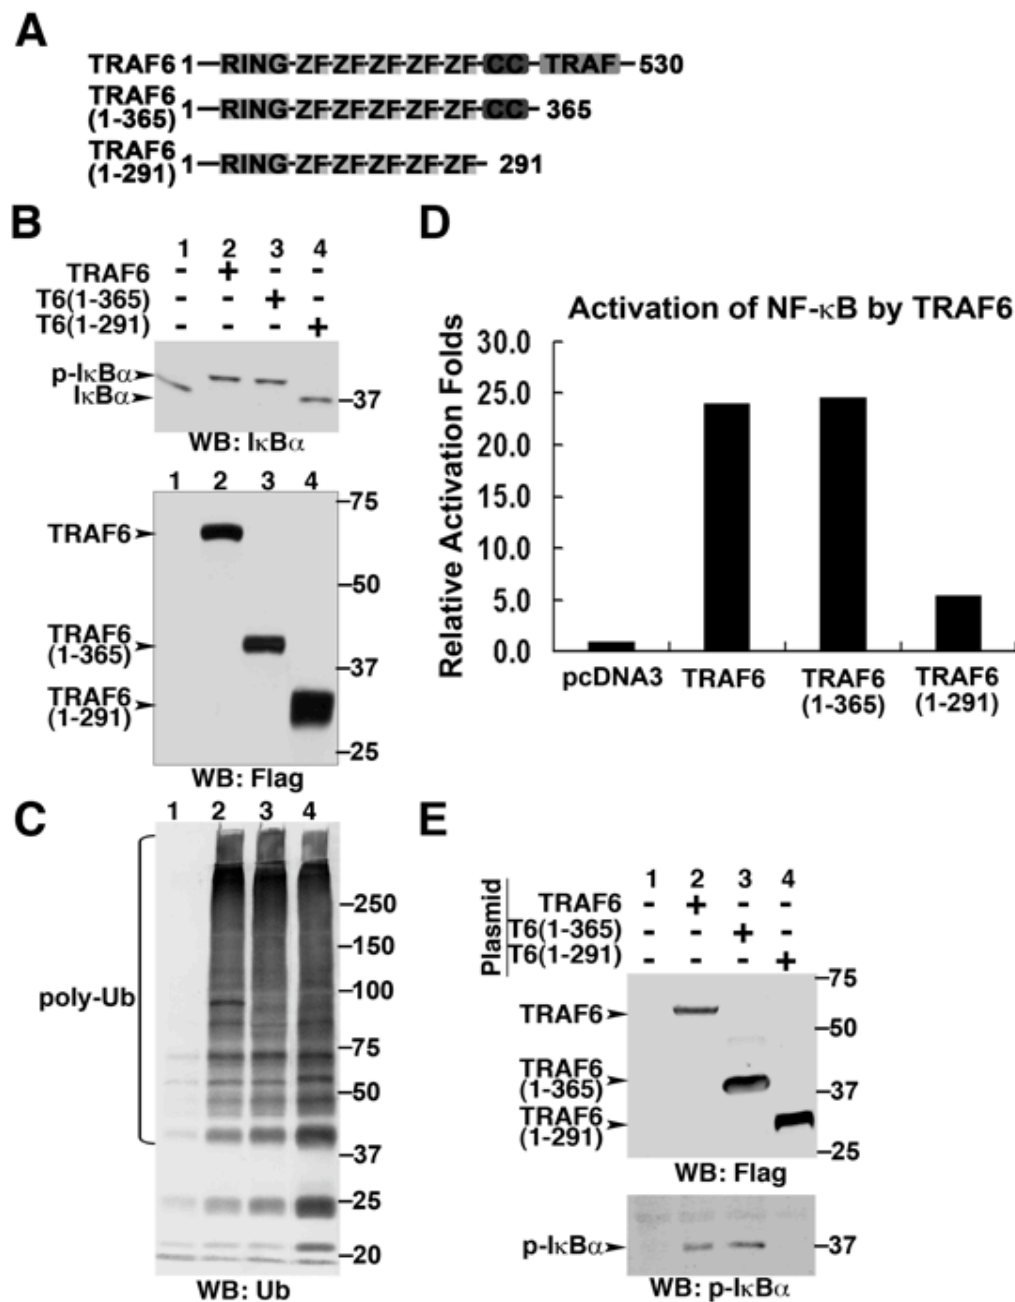 A
TRAF6 1 RING ZF ZF ZF ZF ZF CC TRAF 530
TRAF6 (1-365) 1 RING ZF ZF ZF ZF ZF CC 365
TRAF6 (1-291) 1 RING ZF ZF ZF ZF ZF 291
B
1 2 3 4
TRAF6 - + - -
T6(1-365) - - + -
T6(1-291) - - - +
p-IκBα
IκBα
37
WB: IκBα
1 2 3 4
75
TRAF6
50
TRAF6 (1-365)
37
TRAF6 (1-291)
25
WB: Flag
C
1 2 3 4
poly-Ub
250
150
100
75
50
37
25
20
WB: Ub
D
Activation of NF-κB by TRAF6
Relative Activation Folds
30.0
25.0
20.0
15.0
10.0
5.0
0.0
pcDNA3
TRAF6
TRAF6 (1-365)
TRAF6 (1-291)
E
Plasmid
1 2 3 4
TRAF6 - + - -
T6(1-365) - - + -
T6(1-291) - - - +
75
TRAF6
50
TRAF6 (1-365)
37
TRAF6 (1-291)
25
WB: Flag
p-IκBα
37
WB: p-IκBα